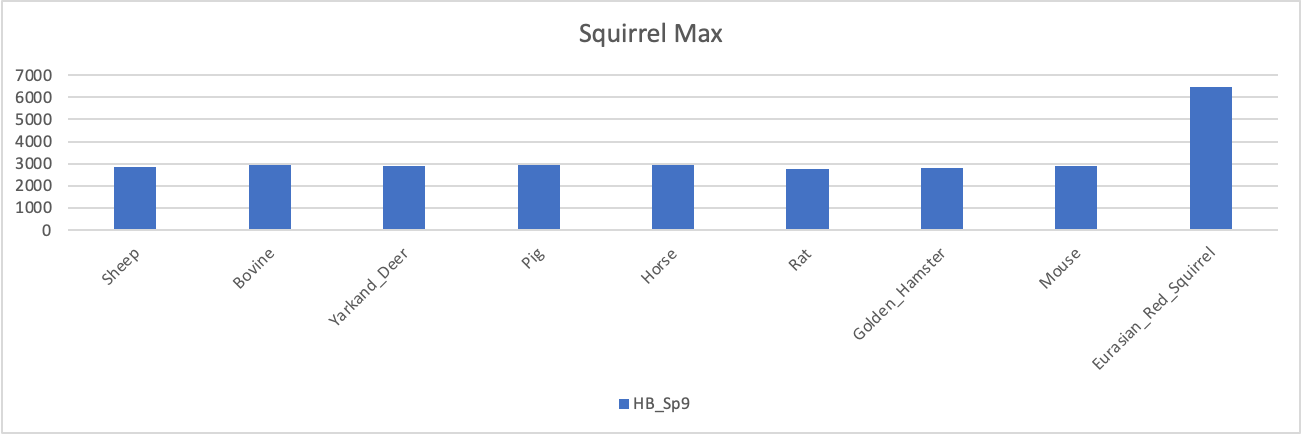 Squirrel Max
7000
6000
5000
4000
3000
2000
1000
0
Sheep
Bovine
Yarkand_Deer
Pig
Horse
Rat
Golden_Hamster
Mouse
Eurasian_Red_Squirrel
HB_Sp9